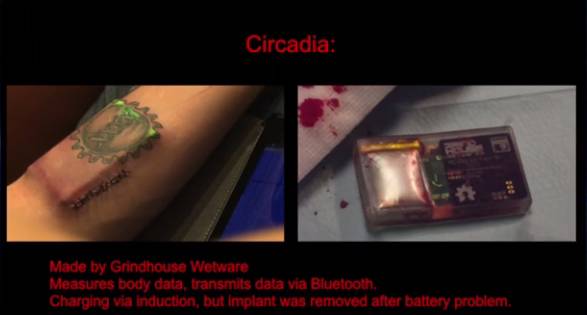 Circadia:
Made by Grindhouse Wetware
Measures body data, transmits data via Bluetooth.
Charging via induction, but implant was removed after battery problem.